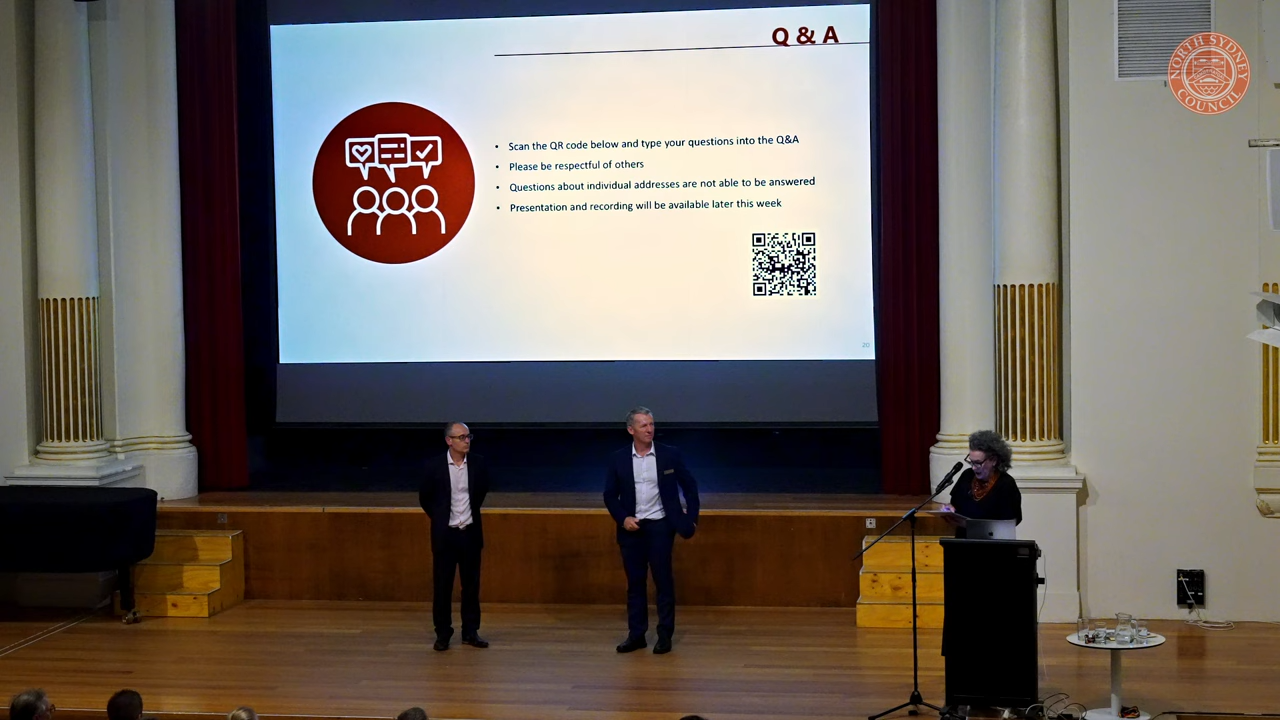 Q & A
NORTH SYDNEY
COUNCIL
• Scan the QR code below and type your questions into the Q&A
• Please be respectful of others
• Questions about individual addresses are not able to be answered
• Presentation and recording will be available later this week
20